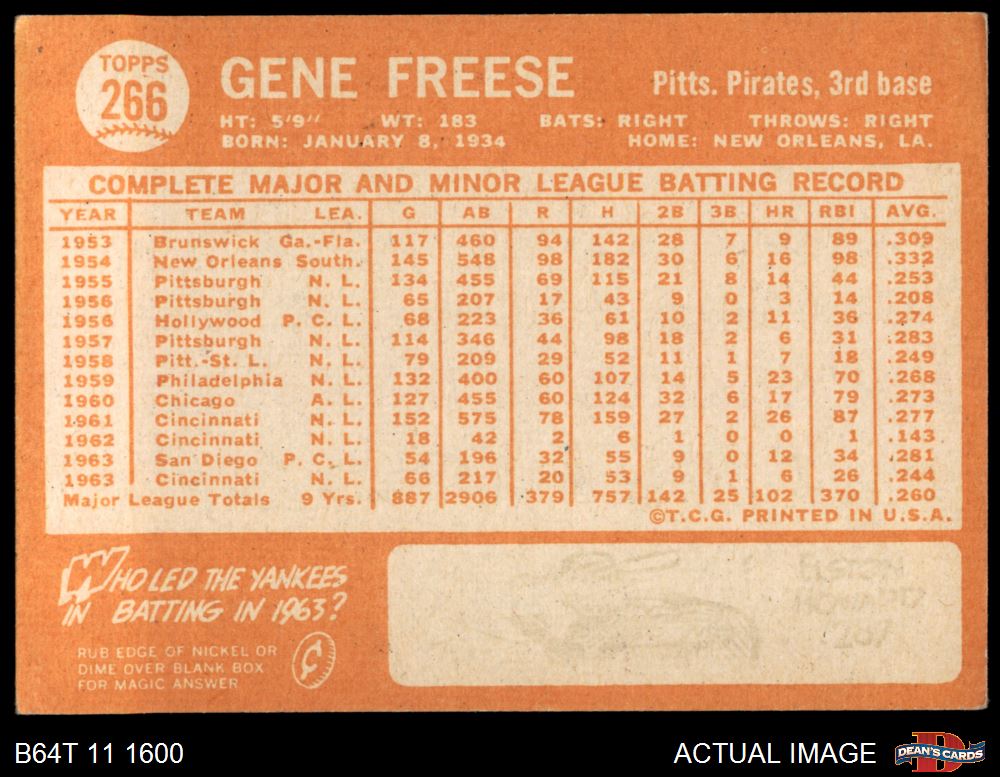 TOPPS
266
GENE FREESE
Pitts. Pirates, 3rd base
HT: 5'9" WT: 183 BATS: RIGHT THROWS: RIGHT
BORN: JANUARY 8, 1934 HOME: NEW ORLEANS, LA.
COMPLETE MAJOR AND MINOR LEAGUE BATTING RECORD
YEAR TEAM LEA. G AB R H 2B 3B HR RBI AVG.
1953 Brunswick Ga.-Fla. 117 460 94 142 28 7 9 89 .309
1954 New Orleans South. 145 548 98 182 30 6 16 98 .332
1955 Pittsburgh N. L. 134 455 69 115 21 8 14 44 .253
1956 Pittsburgh N. L. 65 207 17 43 9 0 3 14 .208
1956 Hollywood P. C. L. 68 223 36 61 10 2 11 36 .274
1957 Pittsburgh N. L. 114 346 44 98 18 2 6 31 .283
1958 Pitt.-St. L. N. L. 79 209 29 52 11 1 7 18 .249
1959 Philadelphia N. L. 132 400 60 107 14 5 23 70 .268
1960 Chicago A. L. 127 455 60 124 32 6 17 79 .273
1961 Cincinnati N. L. 152 575 78 159 27 2 26 87 .277
1962 Cincinnati N. L. 18 42 2 6 1 0 0 1 .143
1963 San Diego P. C. L. 54 196 32 55 9 0 12 34 .281
1963 Cincinnati N. L. 66 217 20 53 9 1 6 26 .244
Major League Totals 9 Yrs. 887 2906 379 757 142 25 102 370 .260
©T.C.G. PRINTED IN U.S.A.
WHO LED THE YANKEES
IN BATTING IN 1963?
RUB EDGE OF NICKEL OR
DIME OVER BLANK BOX
FOR MAGIC ANSWER
HOWARD
B64T 11 1600
ACTUAL IMAGE
DEAN'S CARDS